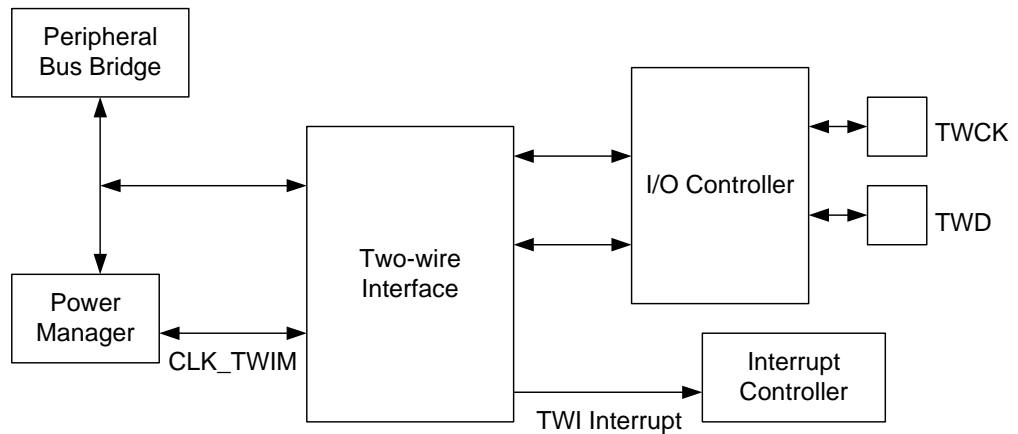 Peripheral
Bus Bridge
TWCK
I/O Controller
TWD
Two-wire
Interface
Power
Manager
CLK_TWIM
Interrupt
Controller
TWI Interrupt